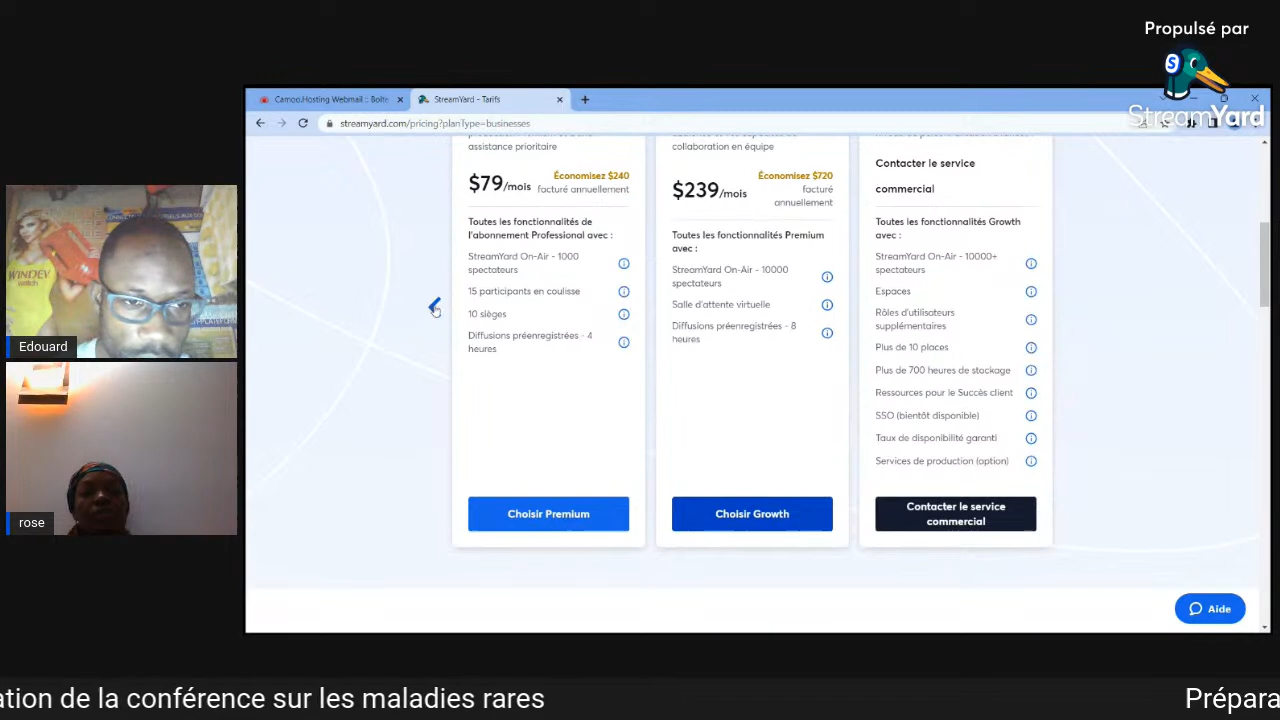 Propulsé par
StreamYard
Camoo.Hosting Webmail :: Boîte
StreamYard - Tarifs
streamyard.com/pricing?planType=businesses
assistance prioritaire
$79/mois
Économisez $240
facturé annuellement
Toutes les fonctionnalités de
l'abonnement Professional avec :
StreamYard On-Air - 1000
spectateurs
15 participants en coulisse
10 sièges
Diffusions préenregistrées - 4
heures
Choisir Premium
collaboration en équipe
$239/mois
Économisez $720
facturé
annuellement
Toutes les fonctionnalités Premium
avec :
StreamYard On-Air - 10000
spectateurs
Salle d'attente virtuelle
Diffusions préenregistrées - 8
heures
Choisir Growth
Contacter le service
commercial
Toutes les fonctionnalités Growth
avec :
StreamYard On-Air - 10000+
spectateurs
Espaces
Rôles d'utilisateurs
supplémentaires
Plus de 10 places
Plus de 700 heures de stockage
Ressources pour le Succès client
SSO (bientôt disponible)
Taux de disponibilité garanti
Services de production (option)
Contacter le service
commercial
Aide
WINDEV
Edouard
rose
ation de la conférence sur les maladies rares
Prépara